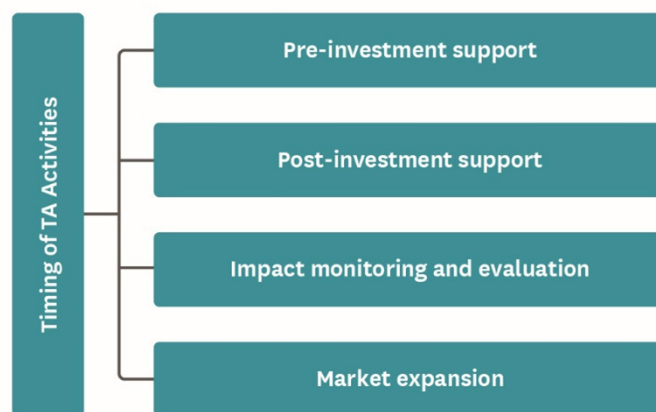 Timing of TA Activities
Pre-investment support
Post-investment support
Impact monitoring and evaluation
Market expansion